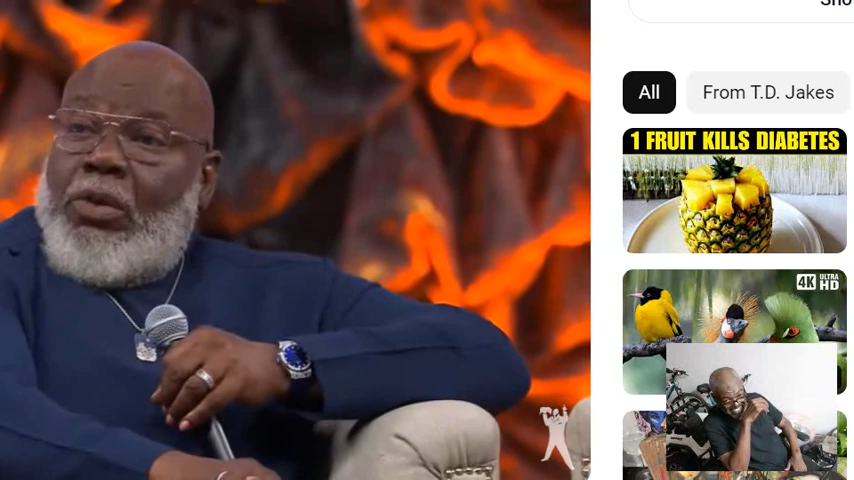 All
From T.D. Jakes
1 FRUIT KILLS DIABETES
4K ULTRA
HD